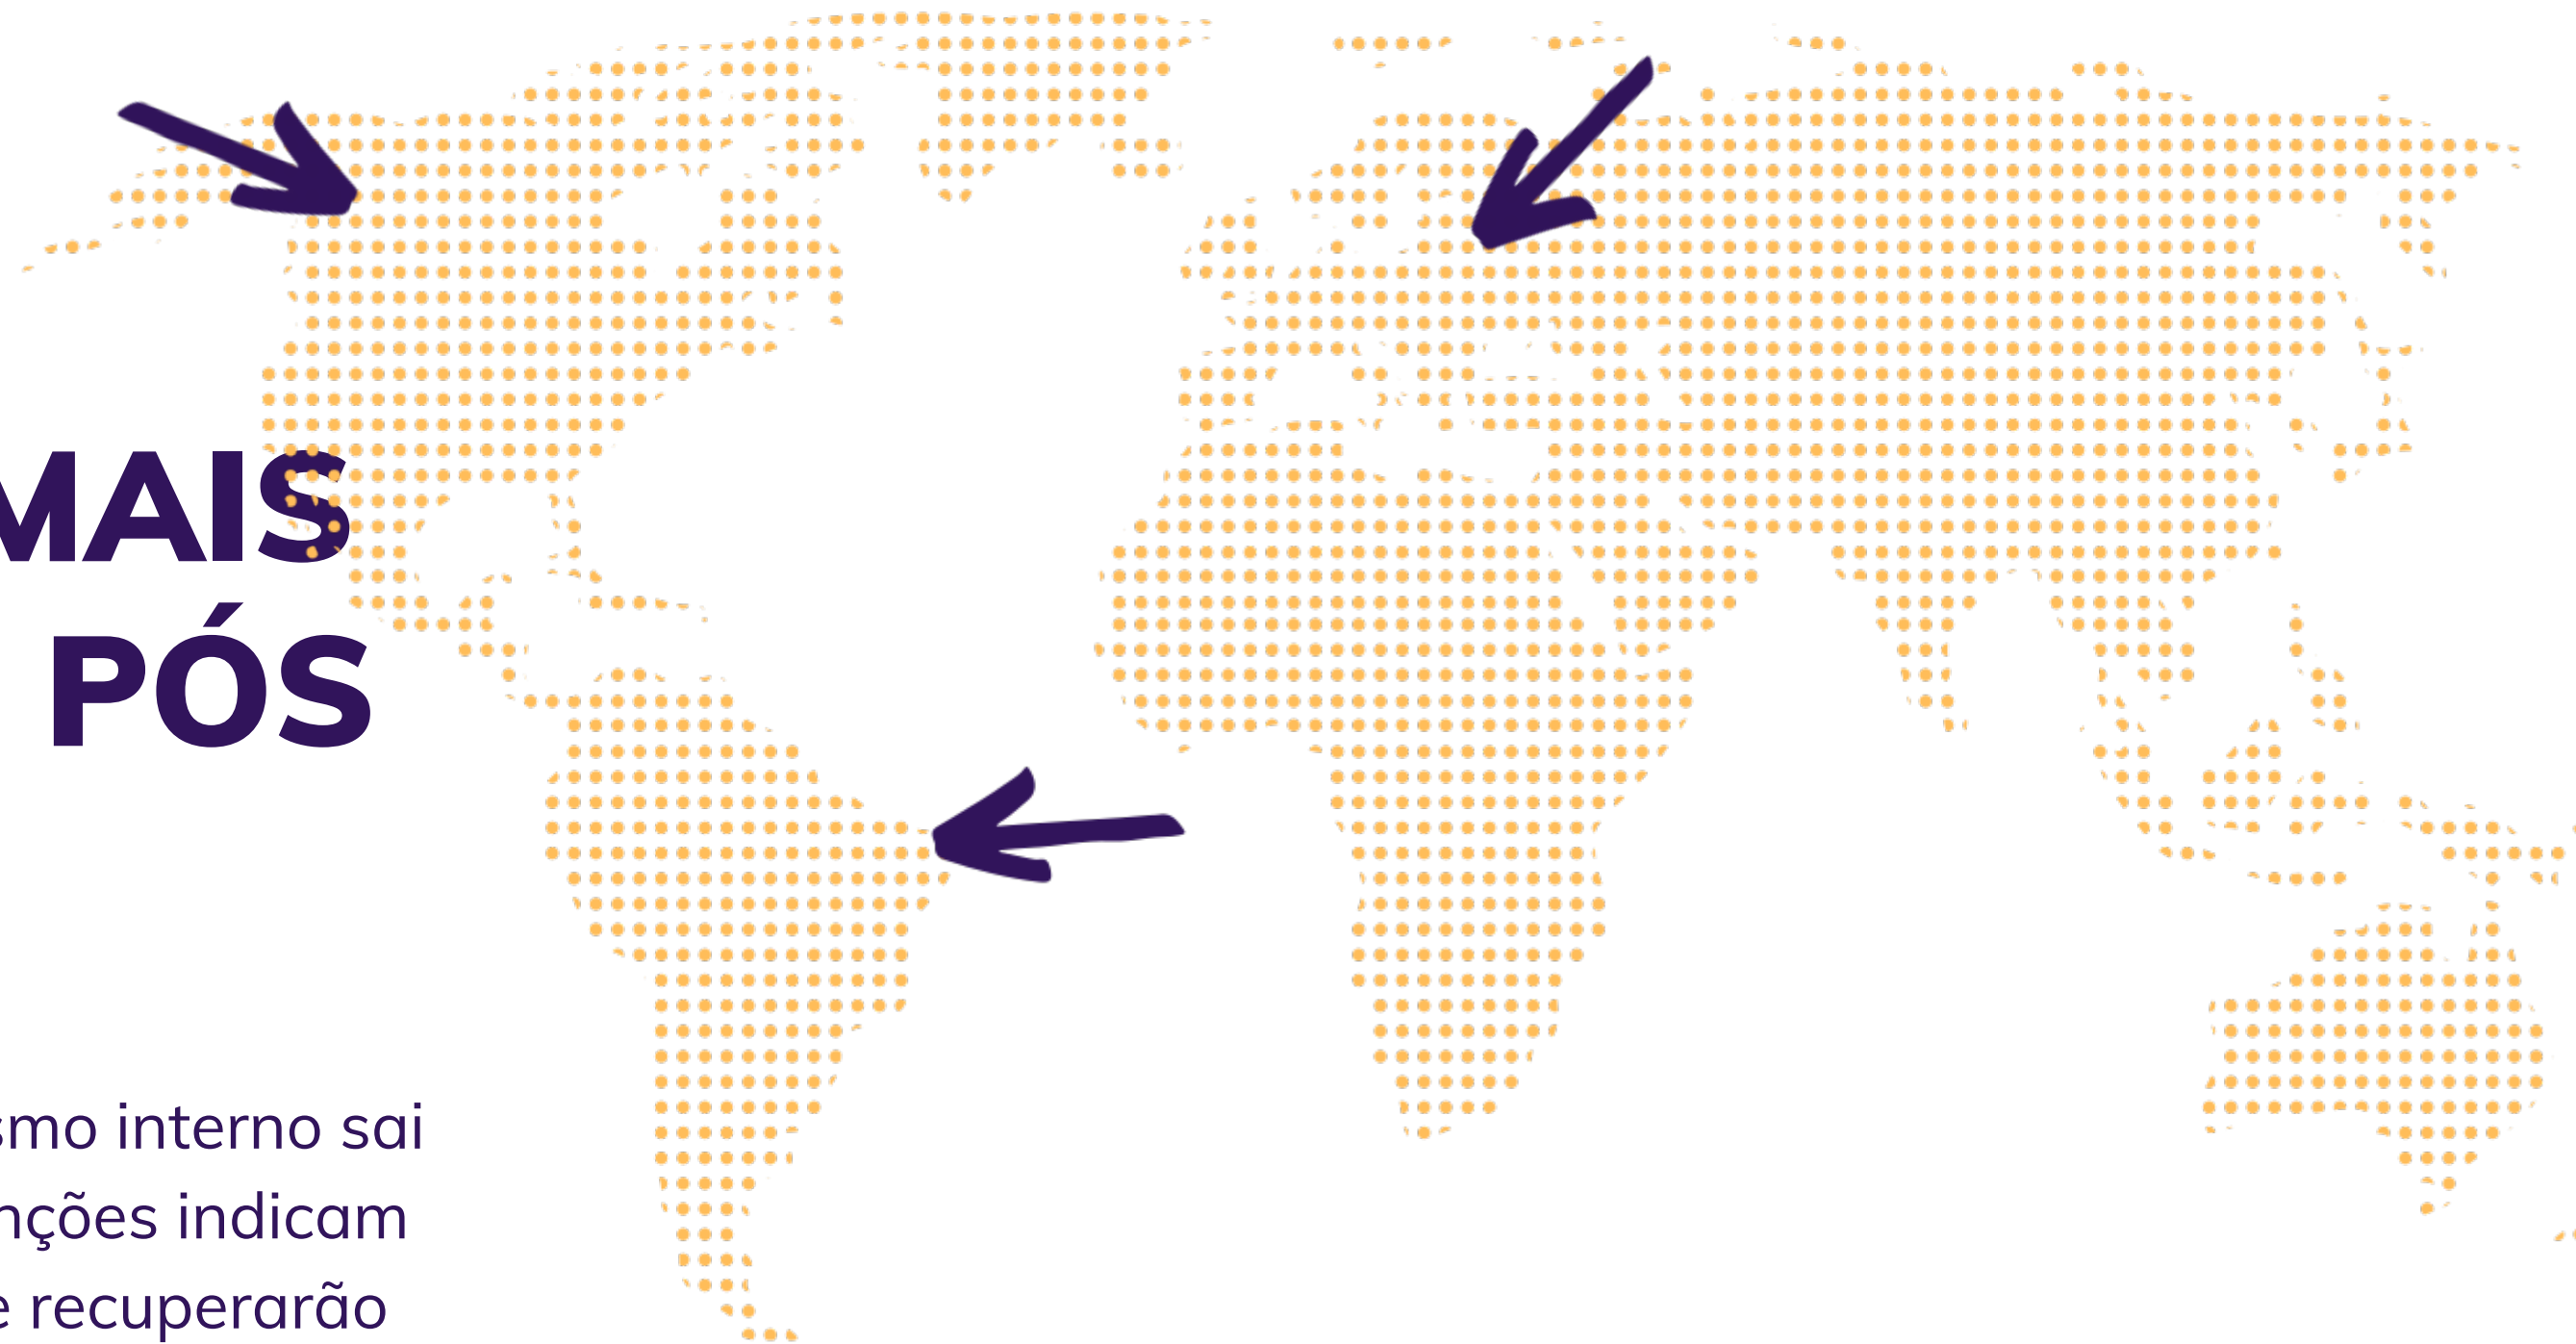 MAIS
PÓS
smo interno sai
nções indicam
e recuperarão